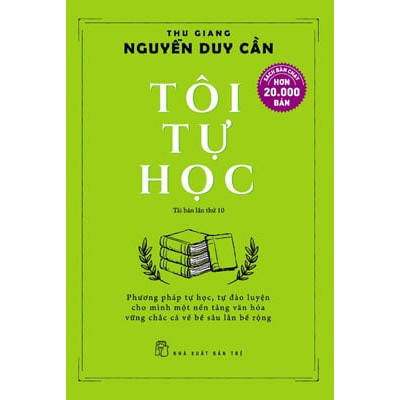 THU GIANG
NGUYỄN DUY CẦN
SÁCH BÁN CHẠY
HƠN
20.000
BẢN
TÔI
TỰ
HỌC
Tái bản lần thứ 10
Phương pháp tự học, tự đào luyện
cho mình một nền tảng văn hóa
vững chắc cả về bề sâu lẫn bề rộng
NHÀ XUẤT BẢN TRẺ